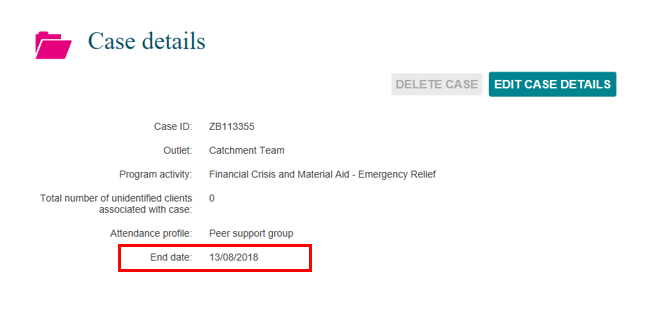 Case details
DELETE CASE EDIT CASE DETAILS
Case ID: ZB113355
Outlet: Catchment Team
Program activity: Financial Crisis and Material Aid - Emergency Relief
Total number of unidentified clients 0
associated with case:
Attendance profile: Peer support group
End date: 13/08/2018